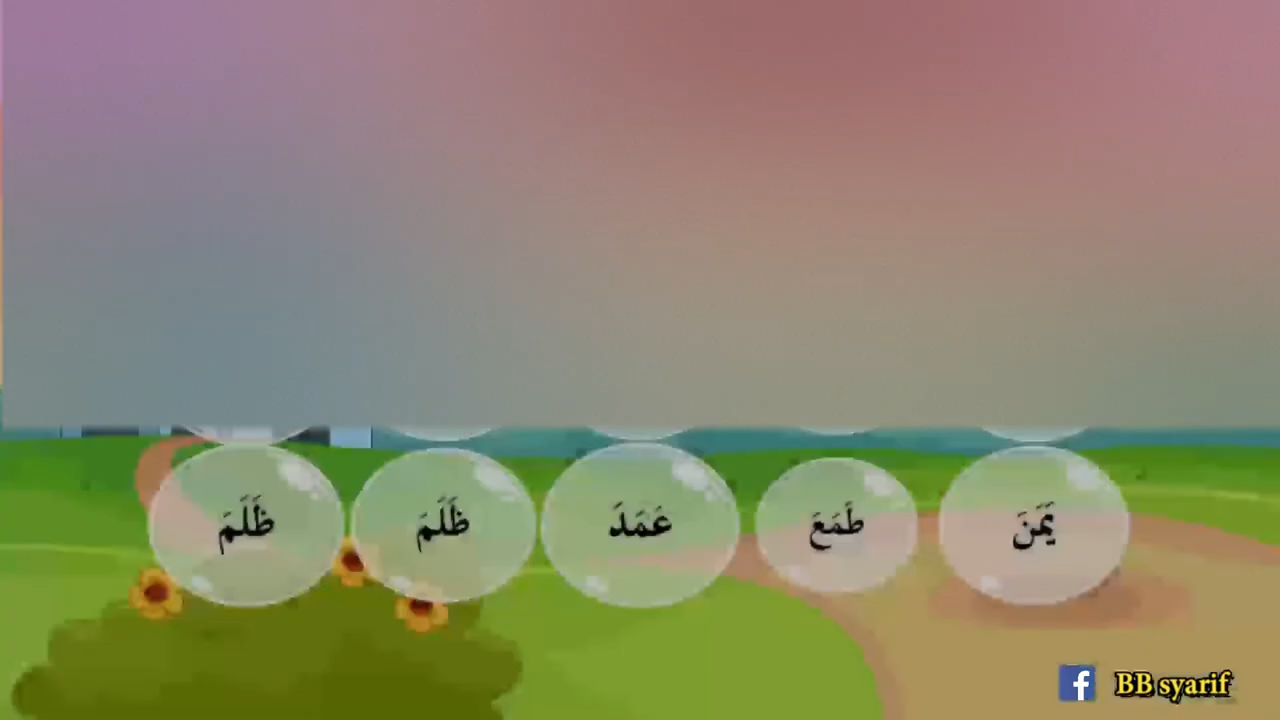 يَمَنَ طَمَعَ عَمَدَ ظَلَمَ ظَلَمَ
BB syarif